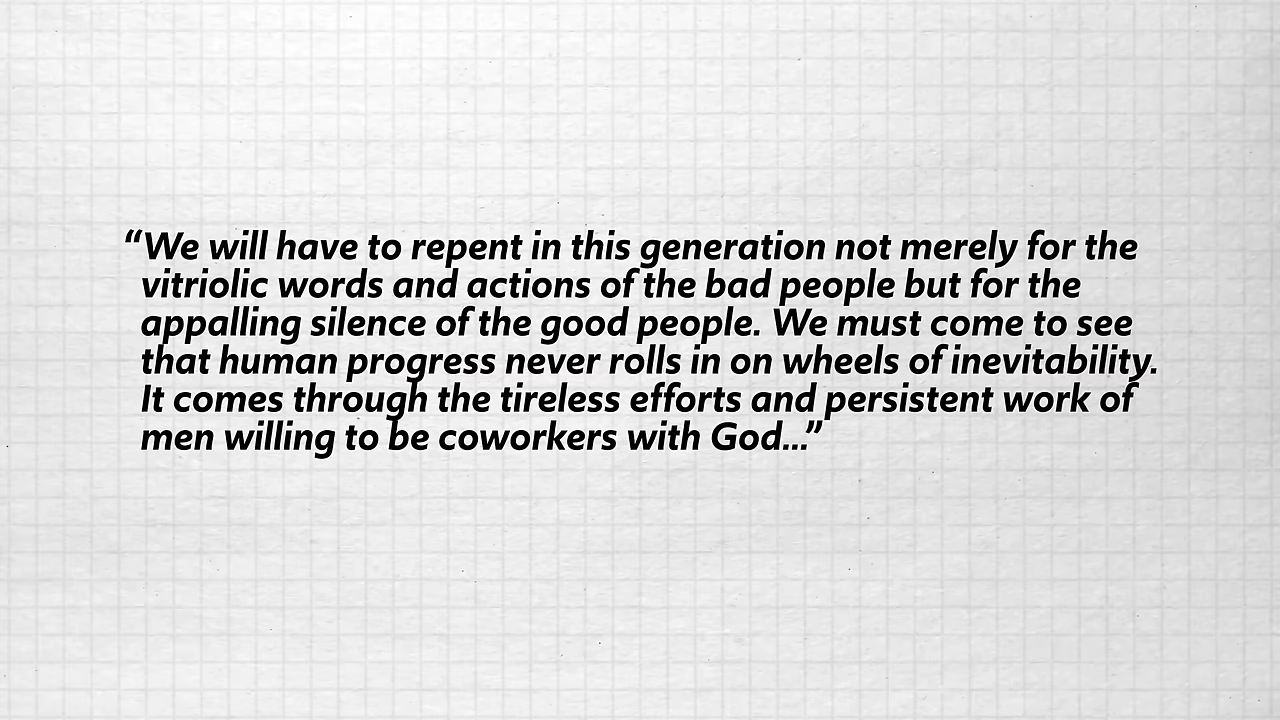 “We will have to repent in this generation not merely for the
vitriolic words and actions of the bad people but for the
appalling silence of the good people. We must come to see
that human progress never rolls in on wheels of inevitability.
It comes through the tireless efforts and persistent work of
men willing to be coworkers with God...”